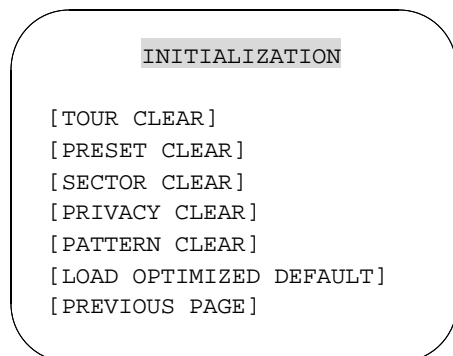 INITIALIZATION
[TOUR CLEAR]
[PRESET CLEAR]
[SECTOR CLEAR]
[PRIVACY CLEAR]
[PATTERN CLEAR]
[LOAD OPTIMIZED DEFAULT]
[PREVIOUS PAGE]